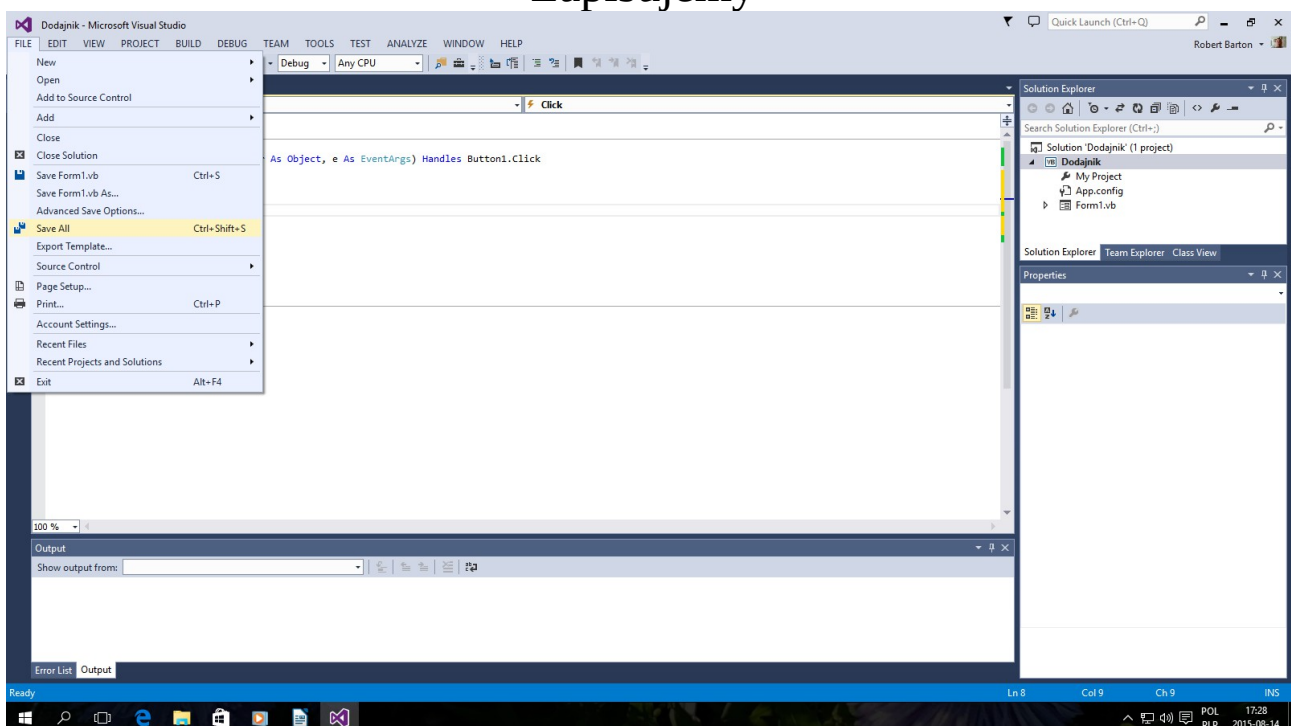 Zapisujemy
Dodajnik - Microsoft Visual Studio
Quick Launch (Ctrl+Q)
FILE EDIT VIEW PROJECT BUILD DEBUG TEAM TOOLS TEST ANALYZE WINDOW HELP
Robert Barton
New
Debug
Any CPU
Open
Add to Source Control
Click
Add
Close
Close Solution
As Object, e As EventArgs) Handles Button1.Click
Save Form1.vb Ctrl+S
Save Form1.vb As...
Advanced Save Options...
Save All Ctrl+Shift+S
Export Template...
Source Control
Page Setup...
Print... Ctrl+P
Account Settings...
Recent Files
Recent Projects and Solutions
Exit Alt+F4
Solution Explorer
Search Solution Explorer (Ctrl+;)
Solution 'Dodajnik' (1 project)
VB Dodajnik
My Project
App.config
Form1.vb
Solution Explorer Team Explorer Class View
Properties
100 %
Output
Show output from:
Error List Output
Ready Ln 8 Col 9 Ch 9 INS
POL 17:28
PLP 2015-08-14